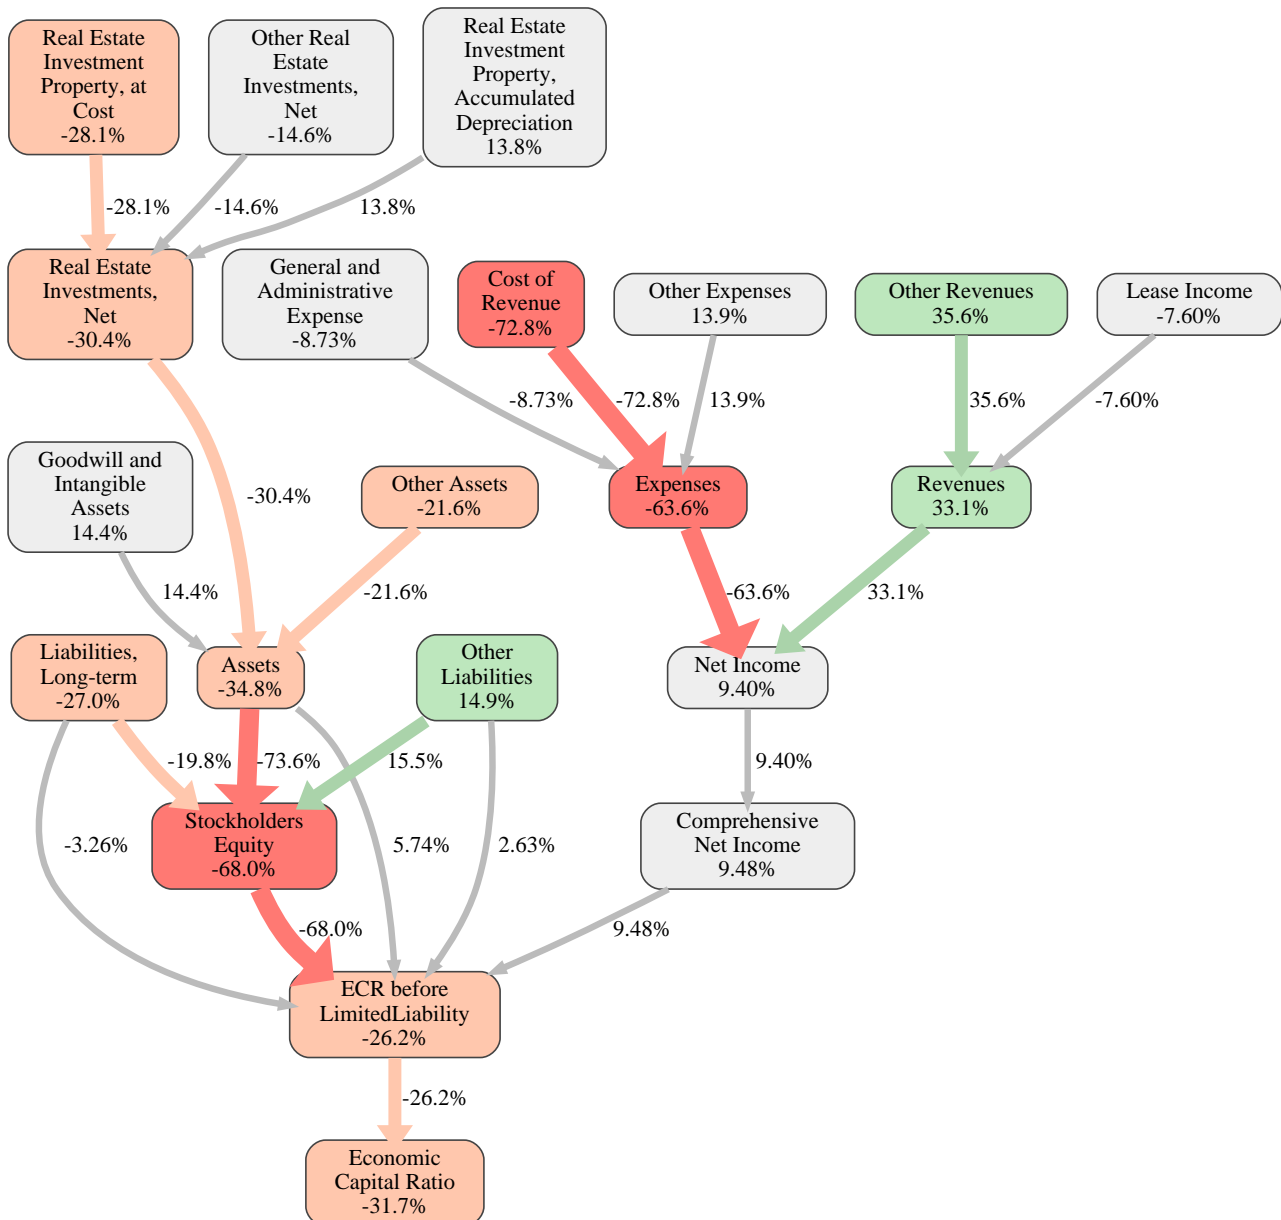 Real Estate
Investment
Property, at
Cost
-28.1%
Other Real
Estate
Investments,
Net
-14.6%
Real Estate
Investment
Property,
Accumulated
Depreciation
13.8%
-28.1%
-14.6%
13.8%
Real Estate
Investments,
Net
-30.4%
General and
Administrative
Expense
-8.73%
Cost of
Revenue
-72.8%
Other Expenses
13.9%
Other Revenues
35.6%
Lease Income
-7.60%
-8.73%
-72.8%
13.9%
35.6%
-7.60%
Goodwill and
Intangible
Assets
14.4%
-30.4%
Other Assets
-21.6%
Expenses
-63.6%
Revenues
33.1%
14.4%
-21.6%
-63.6%
33.1%
Liabilities,
Long-term
-27.0%
Assets
-34.8%
Other
Liabilities
14.9%
Net Income
9.40%
-19.8%
-73.6%
15.5%
9.40%
-3.26%
Stockholders
Equity
-68.0%
5.74%
2.63%
Comprehensive
Net Income
9.48%
-68.0%
9.48%
ECR before
LimitedLiability
-26.2%
-26.2%
Economic
Capital Ratio
-31.7%